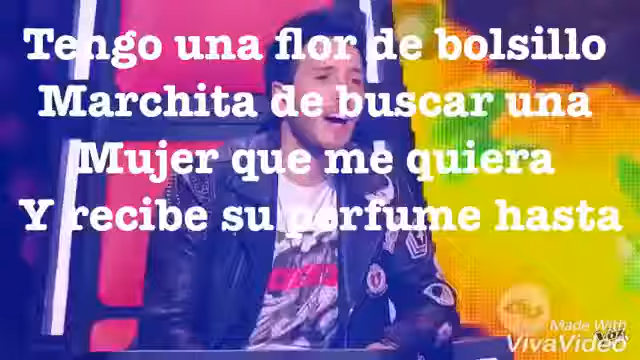 Tengo una flor de bolsillo
Marchita de buscar una
Mujer que me quiera
Y recibe su perfume hasta
Made With
VivaVideo